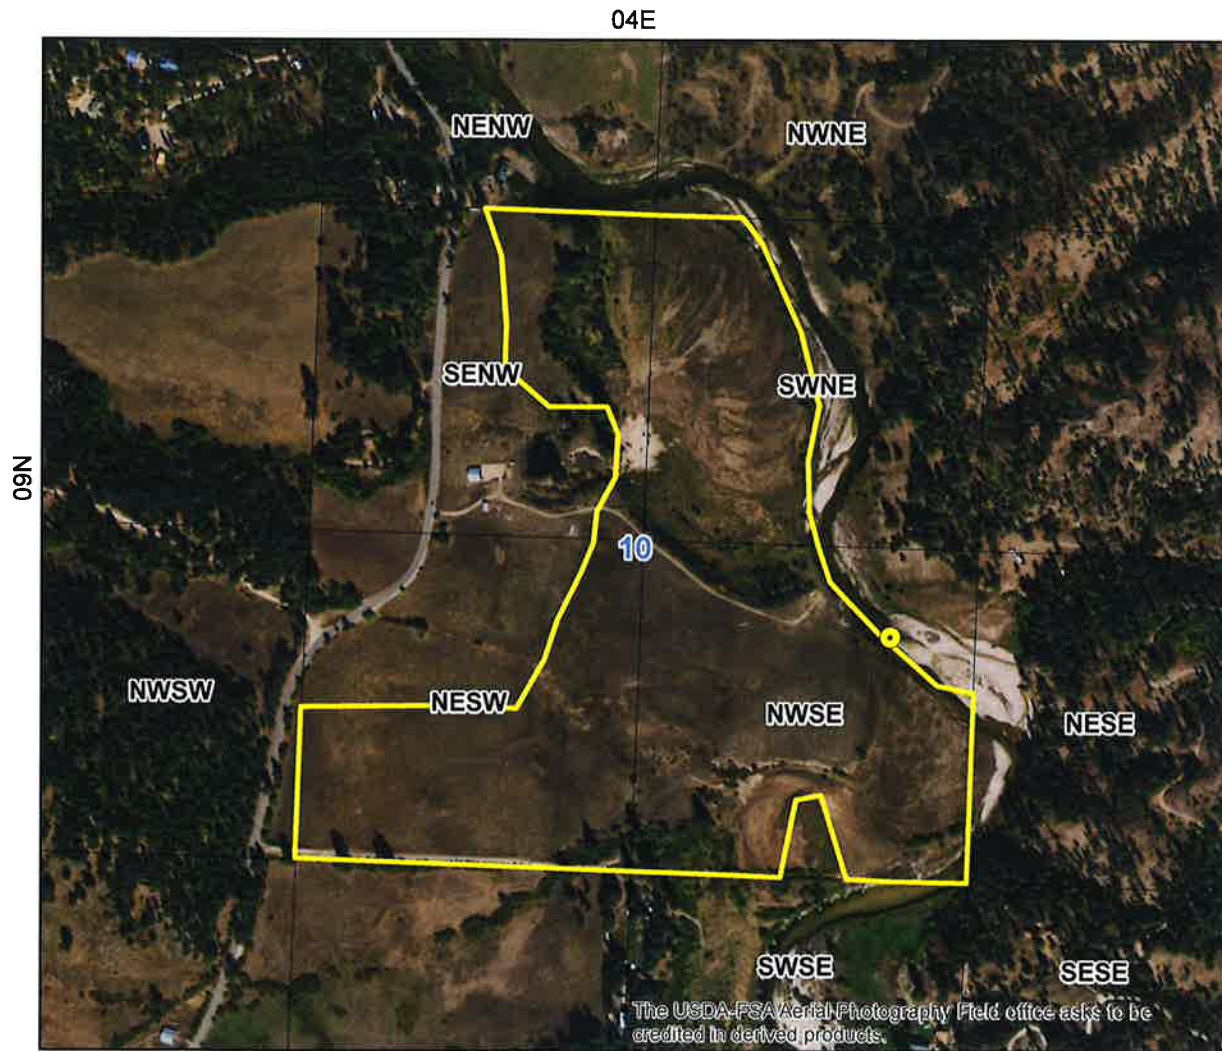 04E
NENW
NWNE
SENW
SWNE
09N
10
NWSW
NESW
NWSE
NESE
SWSE
SESE
The USDA-FSA Aerial Photography Field office asks to be
credited in derived products.